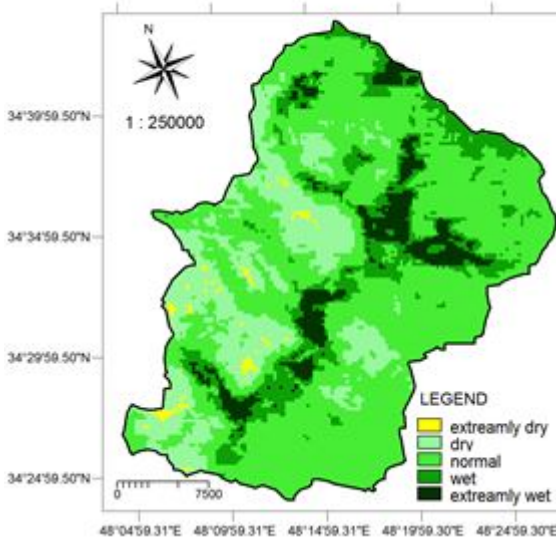 N
1 : 250000
34°39'59.50"N
34°34'59.50"N
34°29'59.50"N
34°24'59.50"N
LEGEND
extreamly dry
dry
normal
wet
extreamly wet
0 7500
48°04'59.31"E 48°09'59.31"E 48°14'59.31"E 48°19'59.30"E 48°24'59.30"E